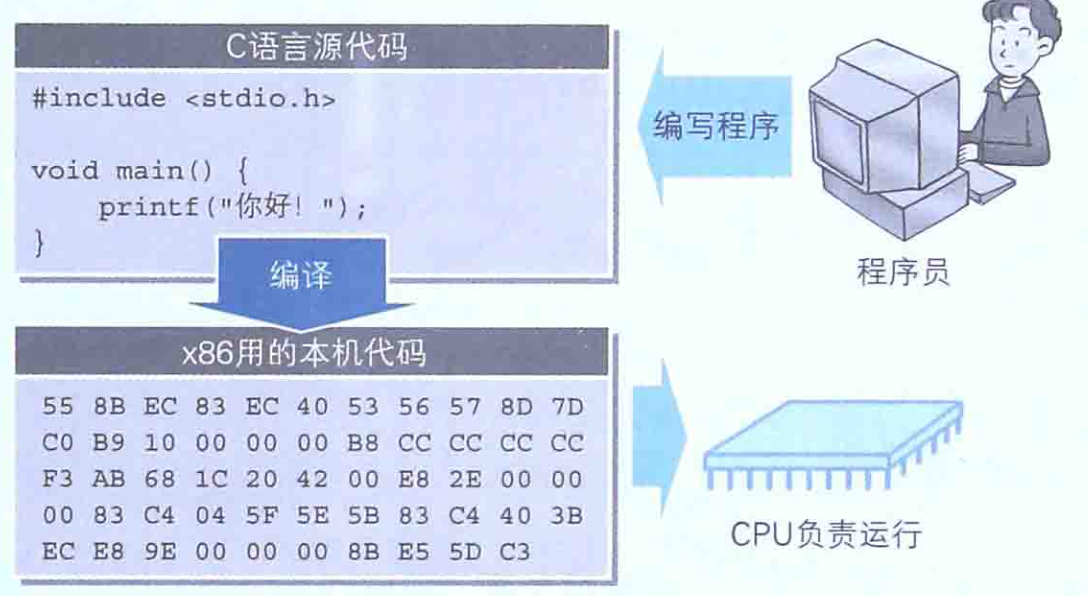 C语言源代码
#include <stdio.h>
void main() {
    printf("你好! ");
}
编写程序
程序员
编译
x86用的本机代码
55 8B EC 83 EC 40 53 56 57 8D 7D
C0 B9 10 00 00 00 B8 CC CC CC CC
F3 AB 68 1C 20 42 00 E8 2E 00 00
00 83 C4 04 5F 5E 5B 83 C4 40 3B
EC E8 9E 00 00 00 8B E5 5D C3
CPU负责运行